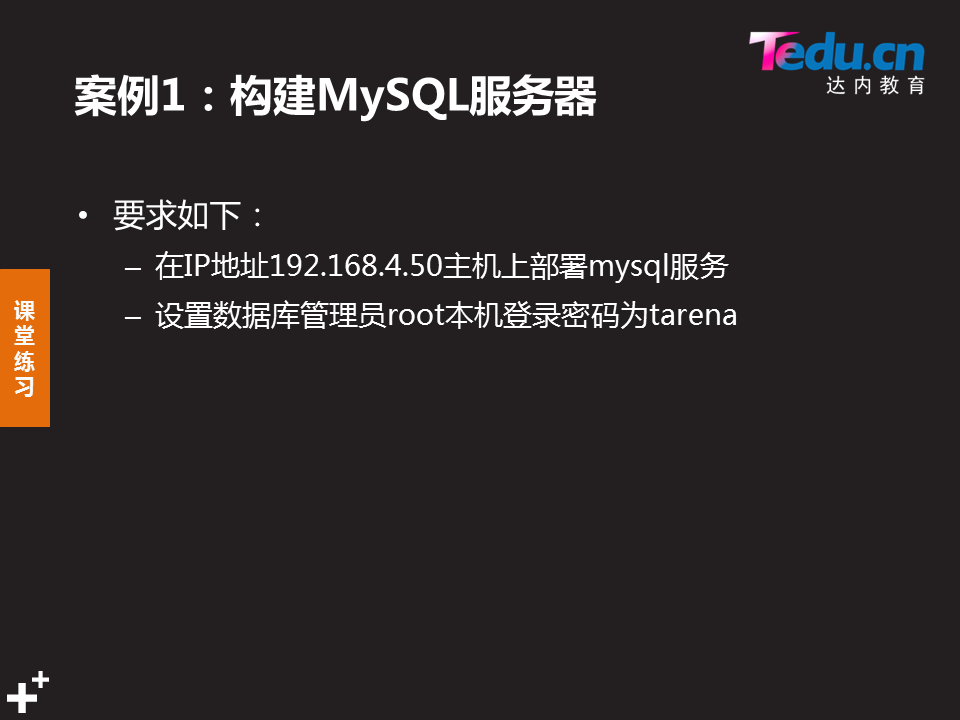 Tedu.cn
达内教育
案例1：构建MySQL服务器
• 要求如下：
– 在IP地址192.168.4.50主机上部署mysql服务
– 设置数据库管理员root本机登录密码为tarena
课
堂
练
习